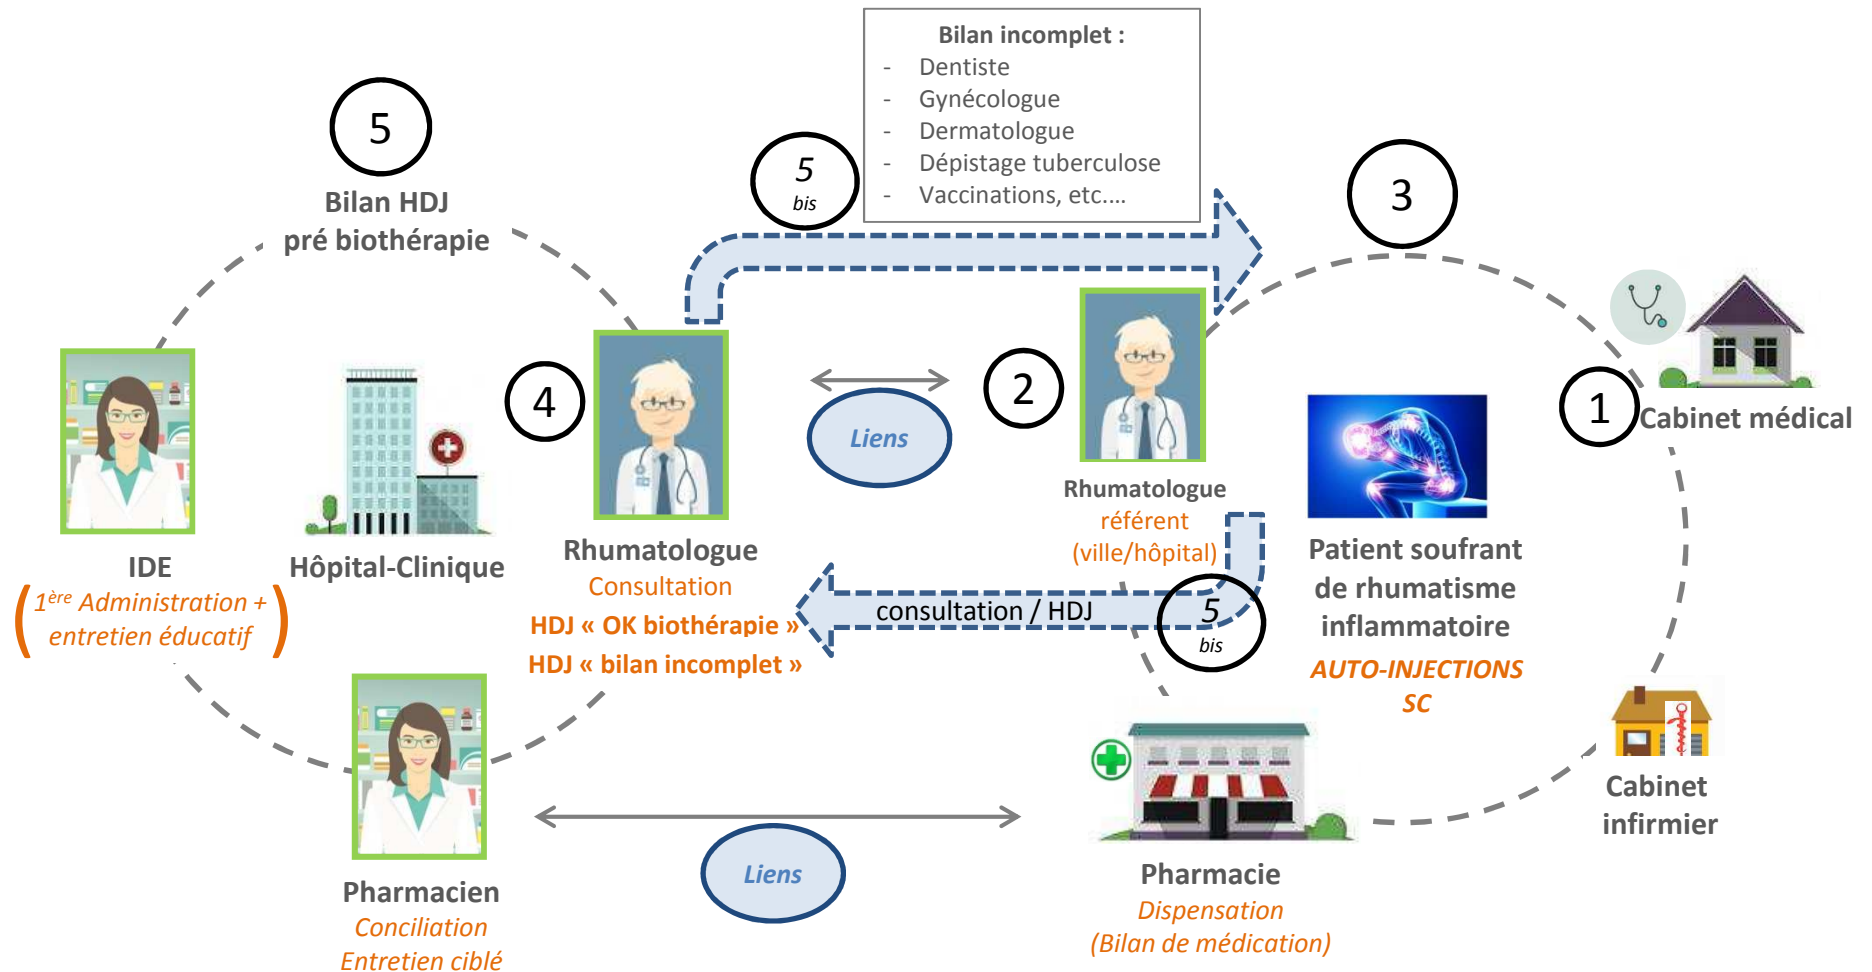 Bilan incomplet :
- Dentiste
- Gynécologue
- Dermatologue
- Dépistage tuberculose
- Vaccinations, etc.…
5
Bilan HDJ
pré biothérapie
5
bis
3
4
2
1
Liens
Cabinet médical
IDE
(1ère Administration +
entretien éducatif)
Hôpital-Clinique
Rhumatologue
Consultation
HDJ « OK biothérapie »
HDJ « bilan incomplet »
Rhumatologue
référent
(ville/hôpital)
consultation / HDJ
5
bis
Patient soufrant
de rhumatisme
inflammatoire
AUTO-INJECTIONS
SC
Cabinet
infirmier
Pharmacien
Conciliation
Entretien ciblé
Liens
Pharmacie
Dispensation
(Bilan de médication)